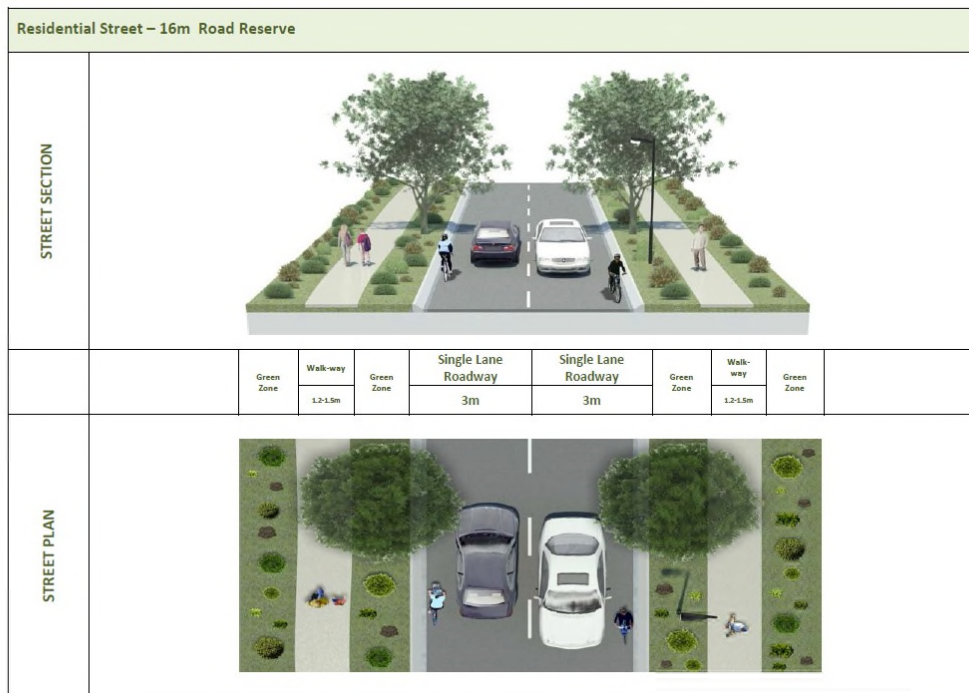 Residential Street – 16m Road Reserve
STREET SECTION
Green
Zone
Walk-way
1.2-1.5m
Green
Zone
Single Lane
Roadway
3m
Single Lane
Roadway
3m
Green
Zone
Walk-
way
1.2-1.5m
Green
Zone
STREET PLAN